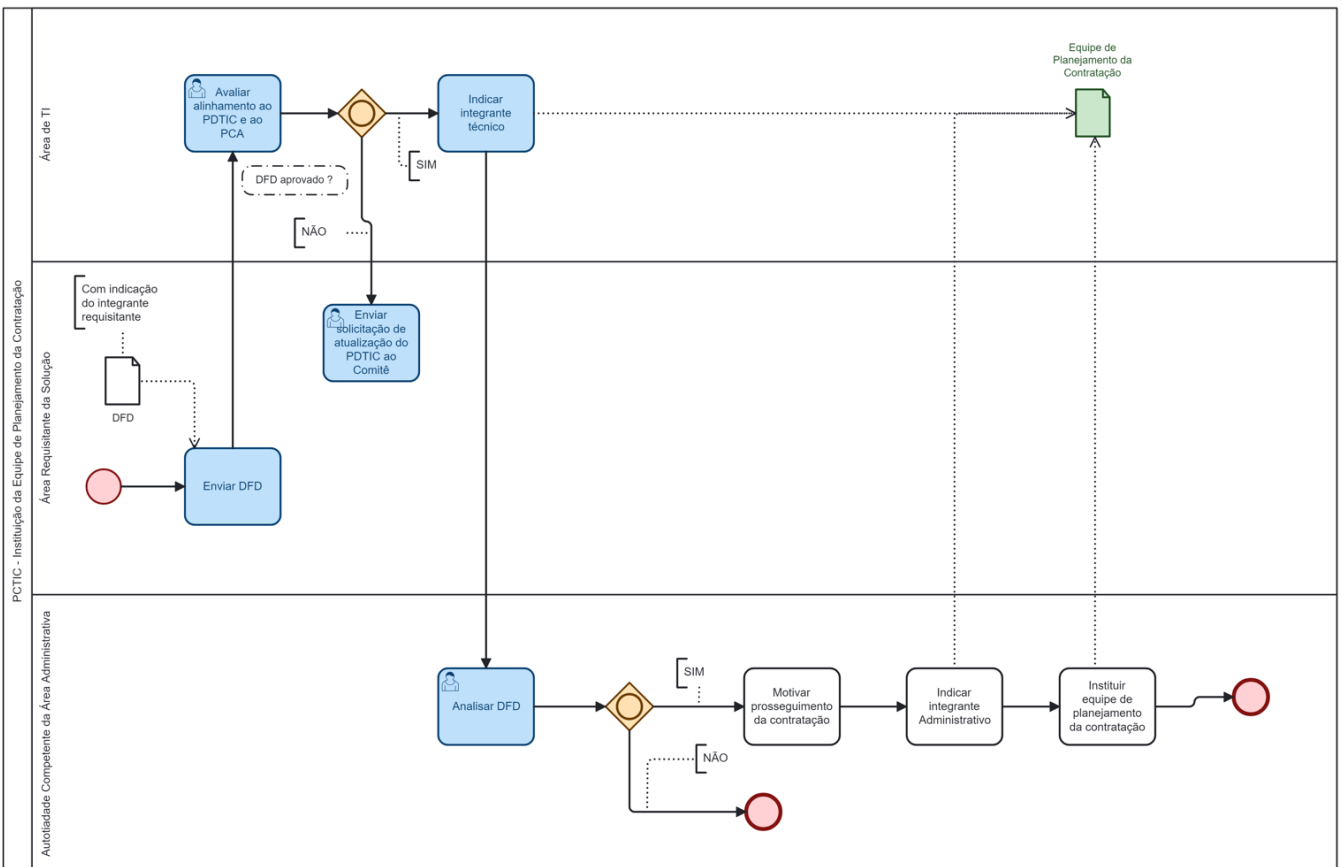 PCTIC - Instituição da Equipe de Planejamento da Contratação
Área de TI
Avaliar
alinhamento ao
PDTIC e ao
PCA
DFD aprovado ?
SIM
NÃO
Indicar
integrante
técnico
Equipe de
Planejamento da
Contratação
Área Requisitante da Solução
Com indicação
do integrante
requisitante
DFD
Enviar DFD
Enviar
solicitação de
atualização do
PDTIC ao
Comitê
Autotiadade Competente da Área Administrativa
Analisar DFD
SIM
NÃO
Motivar
prosseguimento
da contratação
Indicar
integrante
Administrativo
Instituir
equipe de
planejamento
da contratação